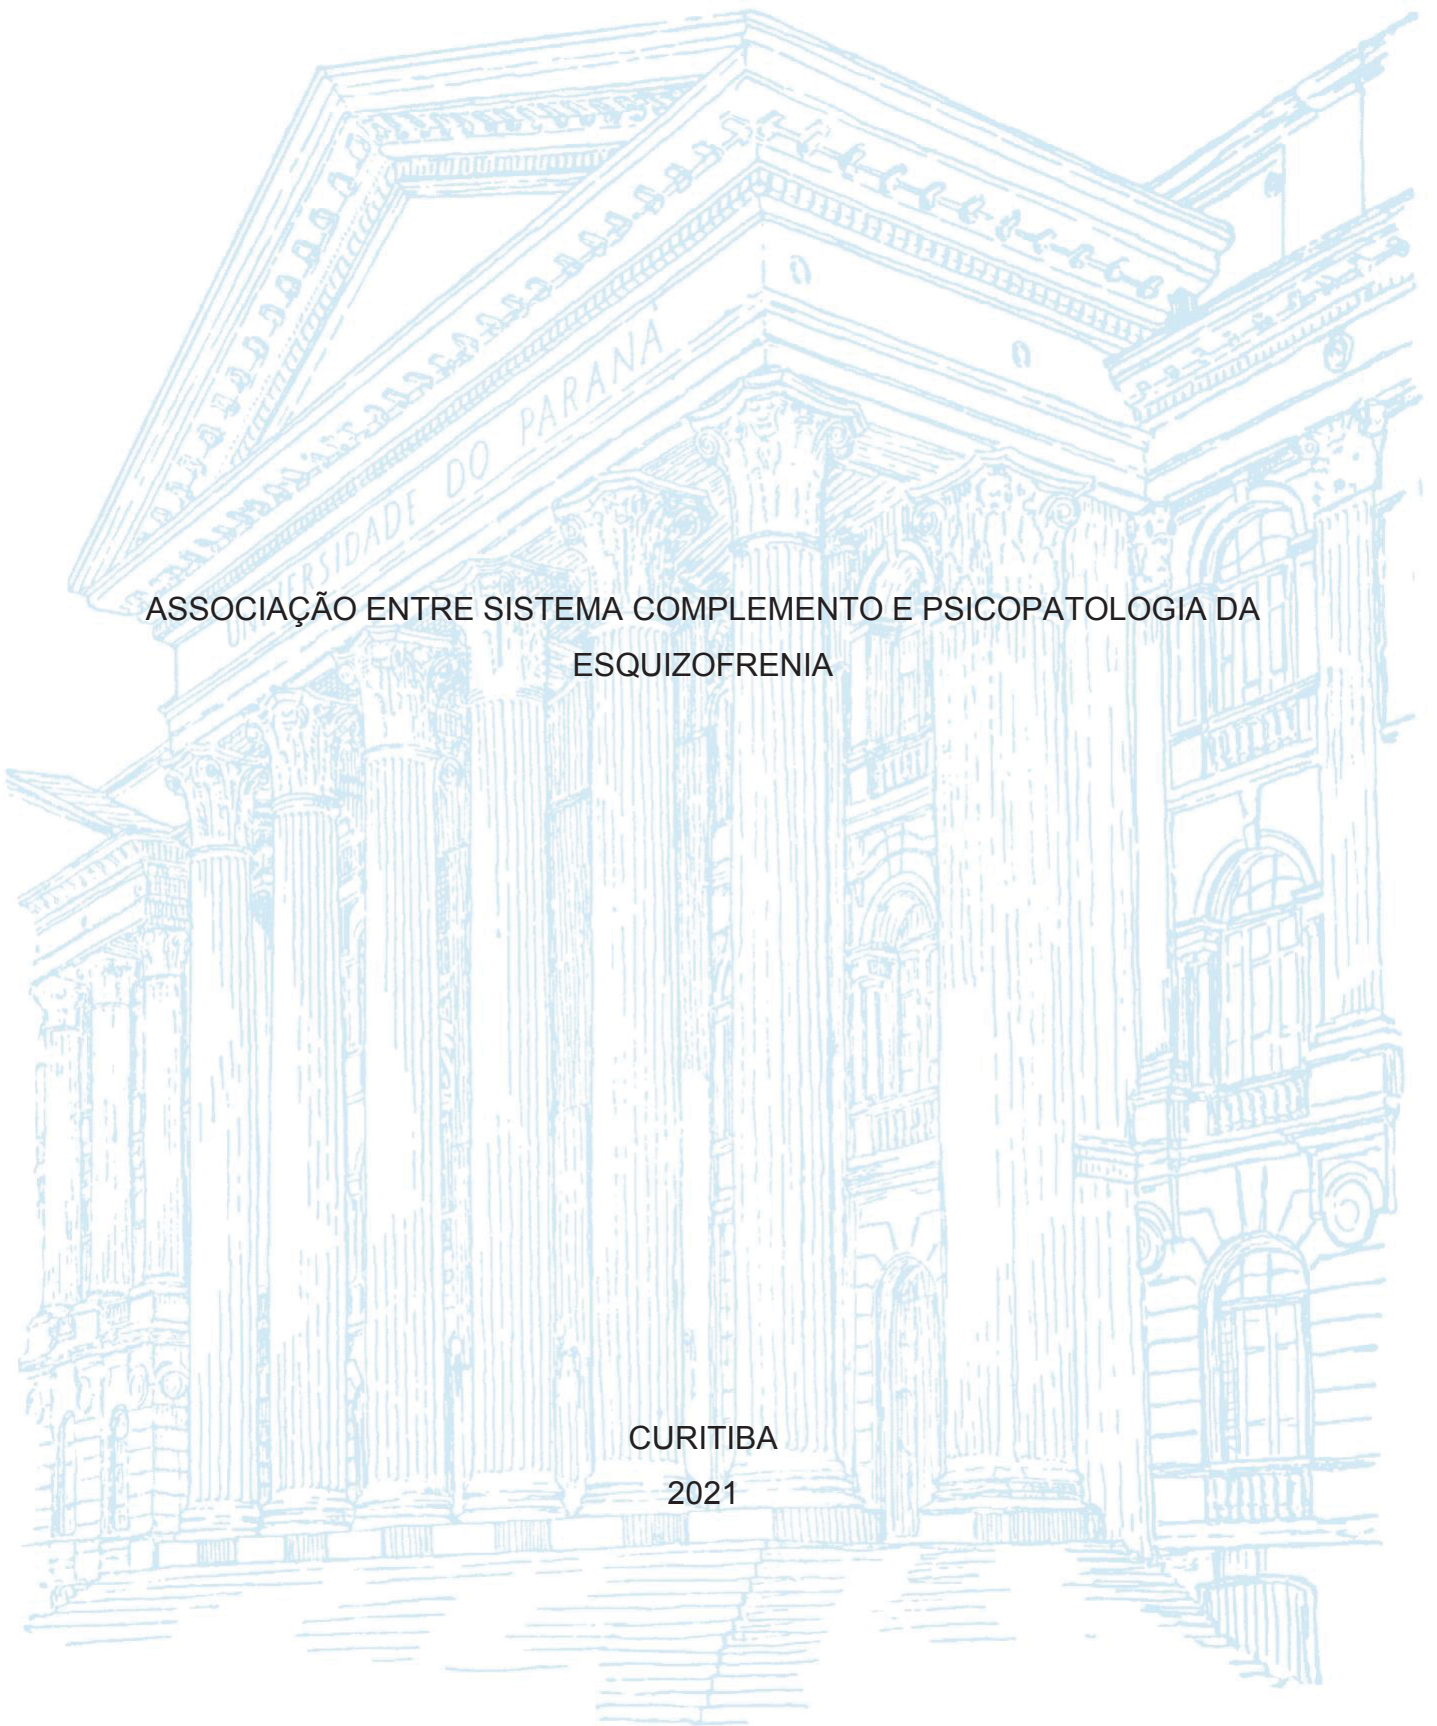 UNIVERSIDADE DO PARANÁ
ASSOCIAÇÃO ENTRE SISTEMA COMPLEMENTO E PSICOPATOLOGIA DA
ESQUIZOFRENIA
CURITIBA
2021